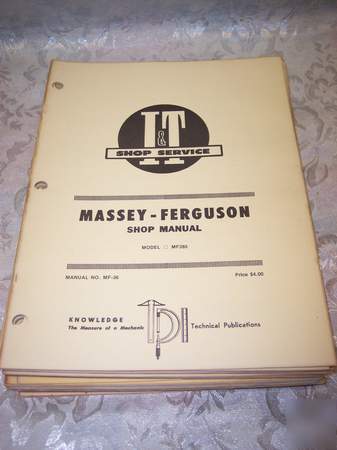 I&T
SHOP SERVICE
MASSEY-FERGUSON
SHOP MANUAL
MODEL □ MF285
MANUAL NO. MF-36
Price $4.00
KNOWLEDGE
The Measure of a Mechanic
Technical Publications